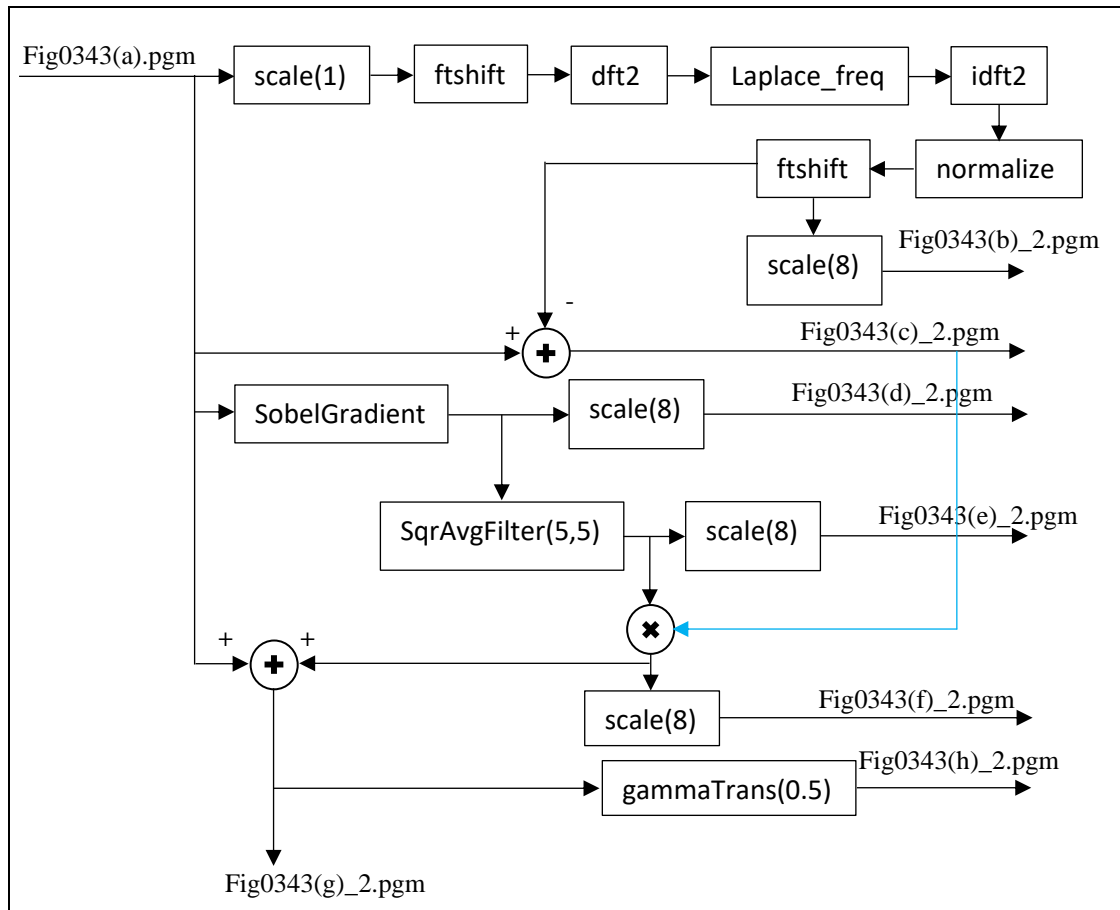 Fig0343(a).pgm
scale(1)
ftshift
dft2
Laplace_freq
idft2
ftshift
normalize
scale(8)
Fig0343(b)_2.pgm
-
+
Fig0343(c)_2.pgm
SobelGradient
scale(8)
Fig0343(d)_2.pgm
SqrAvgFilter(5,5)
scale(8)
Fig0343(e)_2.pgm
+
+
scale(8)
Fig0343(f)_2.pgm
gammaTrans(0.5)
Fig0343(h)_2.pgm
Fig0343(g)_2.pgm